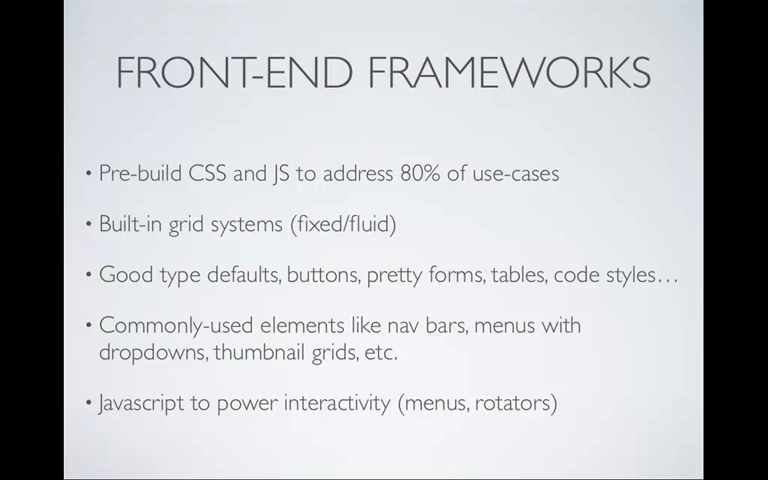 FRONT-END FRAMEWORKS
• Pre-build CSS and JS to address 80% of use-cases
• Built-in grid systems (fixed/fluid)
• Good type defaults, buttons, pretty forms, tables, code styles…
• Commonly-used elements like nav bars, menus with
dropdowns, thumbnail grids, etc.
• Javascript to power interactivity (menus, rotators)